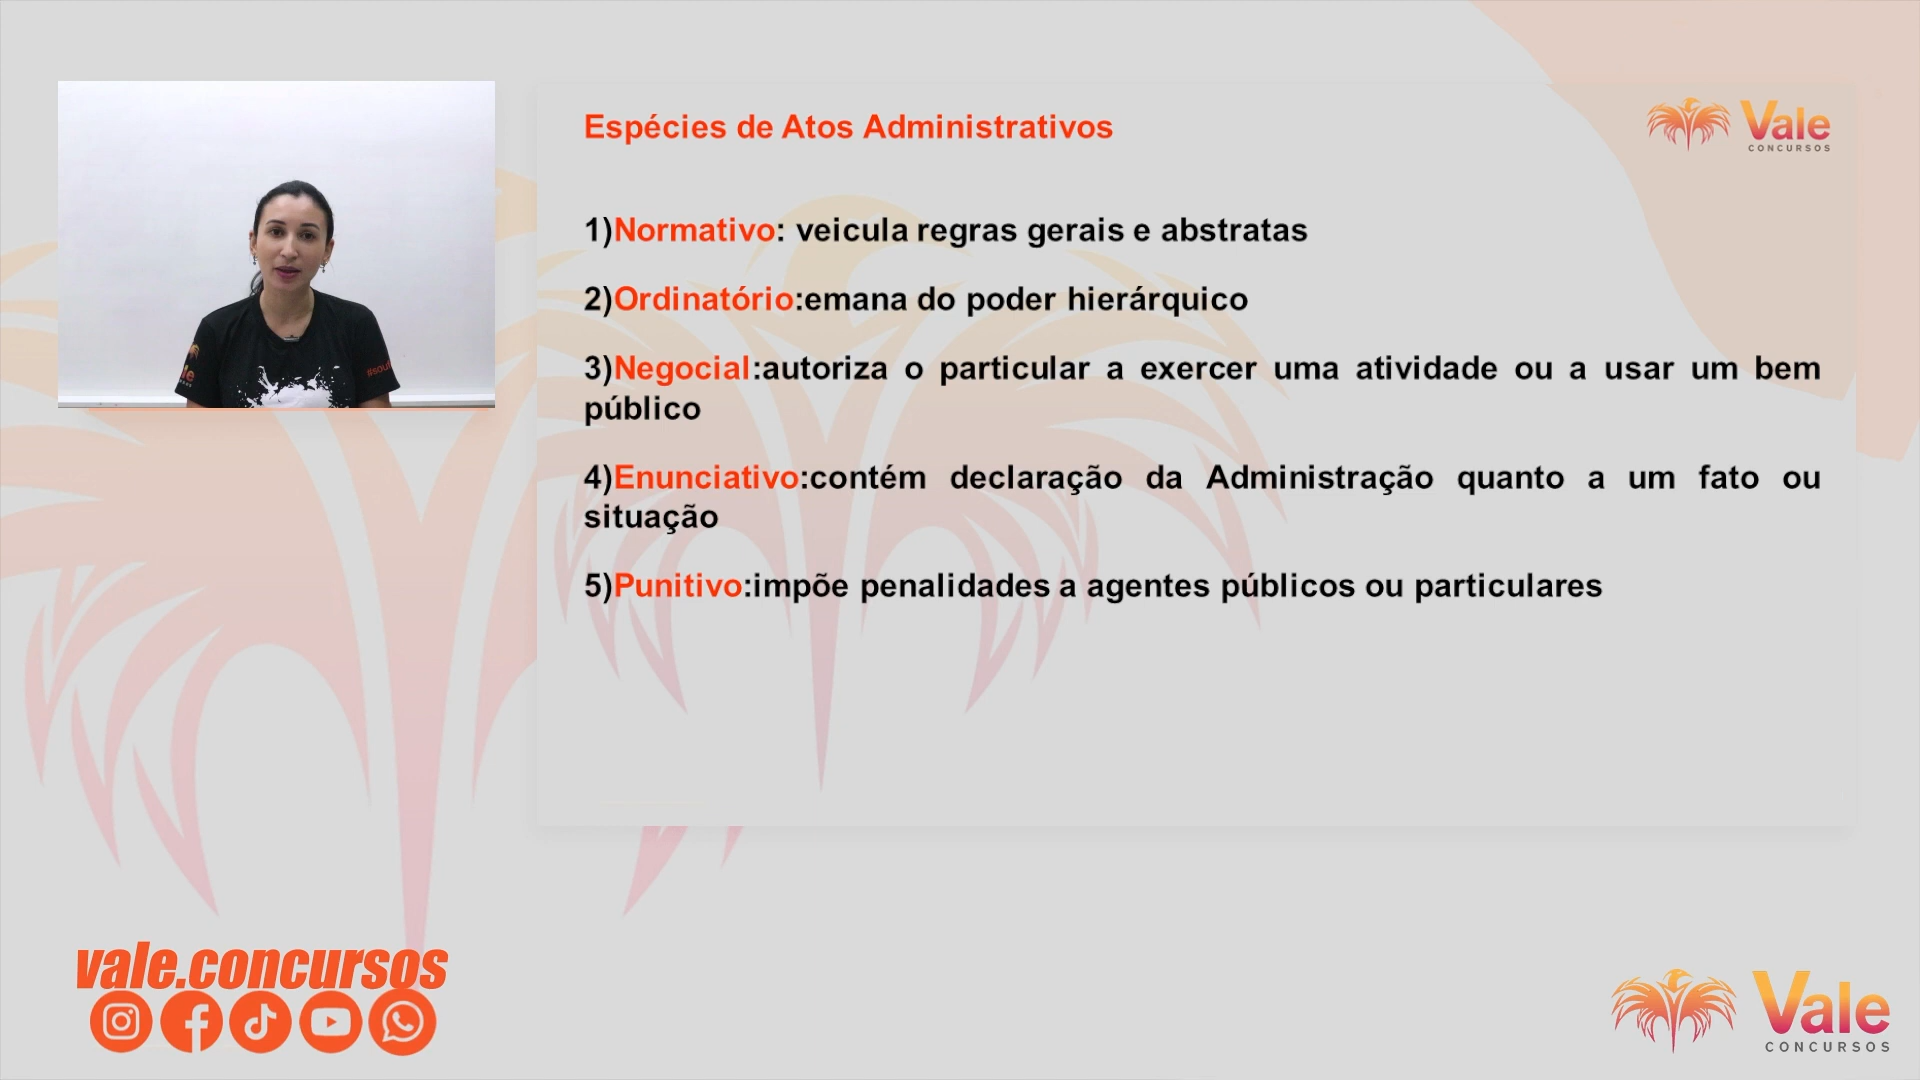 Espécies de Atos Administrativos
Vale
CONCURSOS
1)Normativo: veicula regras gerais e abstratas
2)Ordinatório:emana do poder hierárquico
3)Negocial:autoriza o particular a exercer uma atividade ou a usar um bem
público
4)Enunciativo:contém declaração da Administração quanto a um fato ou
situação
5)Punitivo:impõe penalidades a agentes públicos ou particulares
vale.concursos
Vale
CONCURSOS